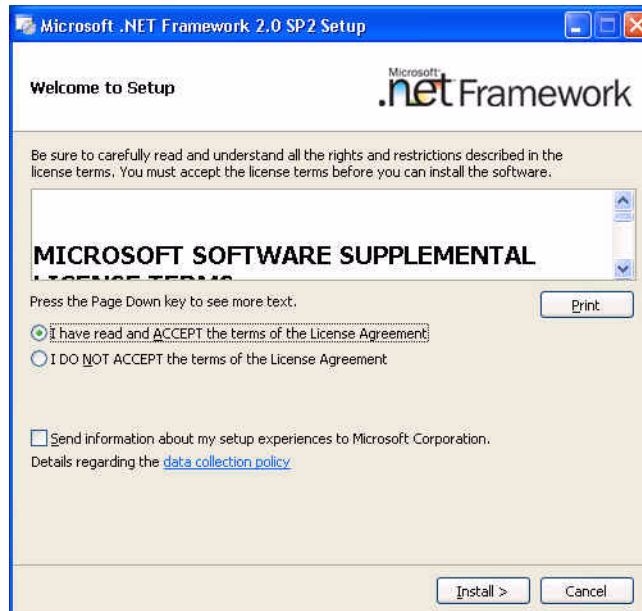 Microsoft .NET Framework 2.0 SP2 Setup
Welcome to Setup
Microsoft
.net Framework
Be sure to carefully read and understand all the rights and restrictions described in the
license terms. You must accept the license terms before you can install the software.
MICROSOFT SOFTWARE SUPPLEMENTAL
LICENSE TERMS
Press the Page Down key to see more text.
Print
I have read and ACCEPT the terms of the License Agreement
I DO NOT ACCEPT the terms of the License Agreement
Send information about my setup experiences to Microsoft Corporation.
Details regarding the data collection policy
Install >
Cancel